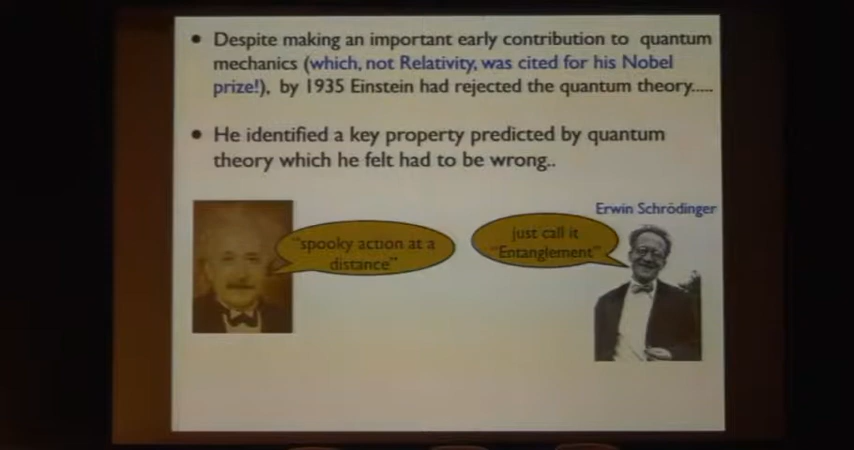 • Despite making an important early contribution to quantum
mechanics (which, not Relativity, was cited for his Nobel
prize!), by 1935 Einstein had rejected the quantum theory.....
• He identified a key property predicted by quantum
theory which he felt had to be wrong..
Erwin Schrödinger
"spooky action at a
distance"
just call it
"Entanglement"